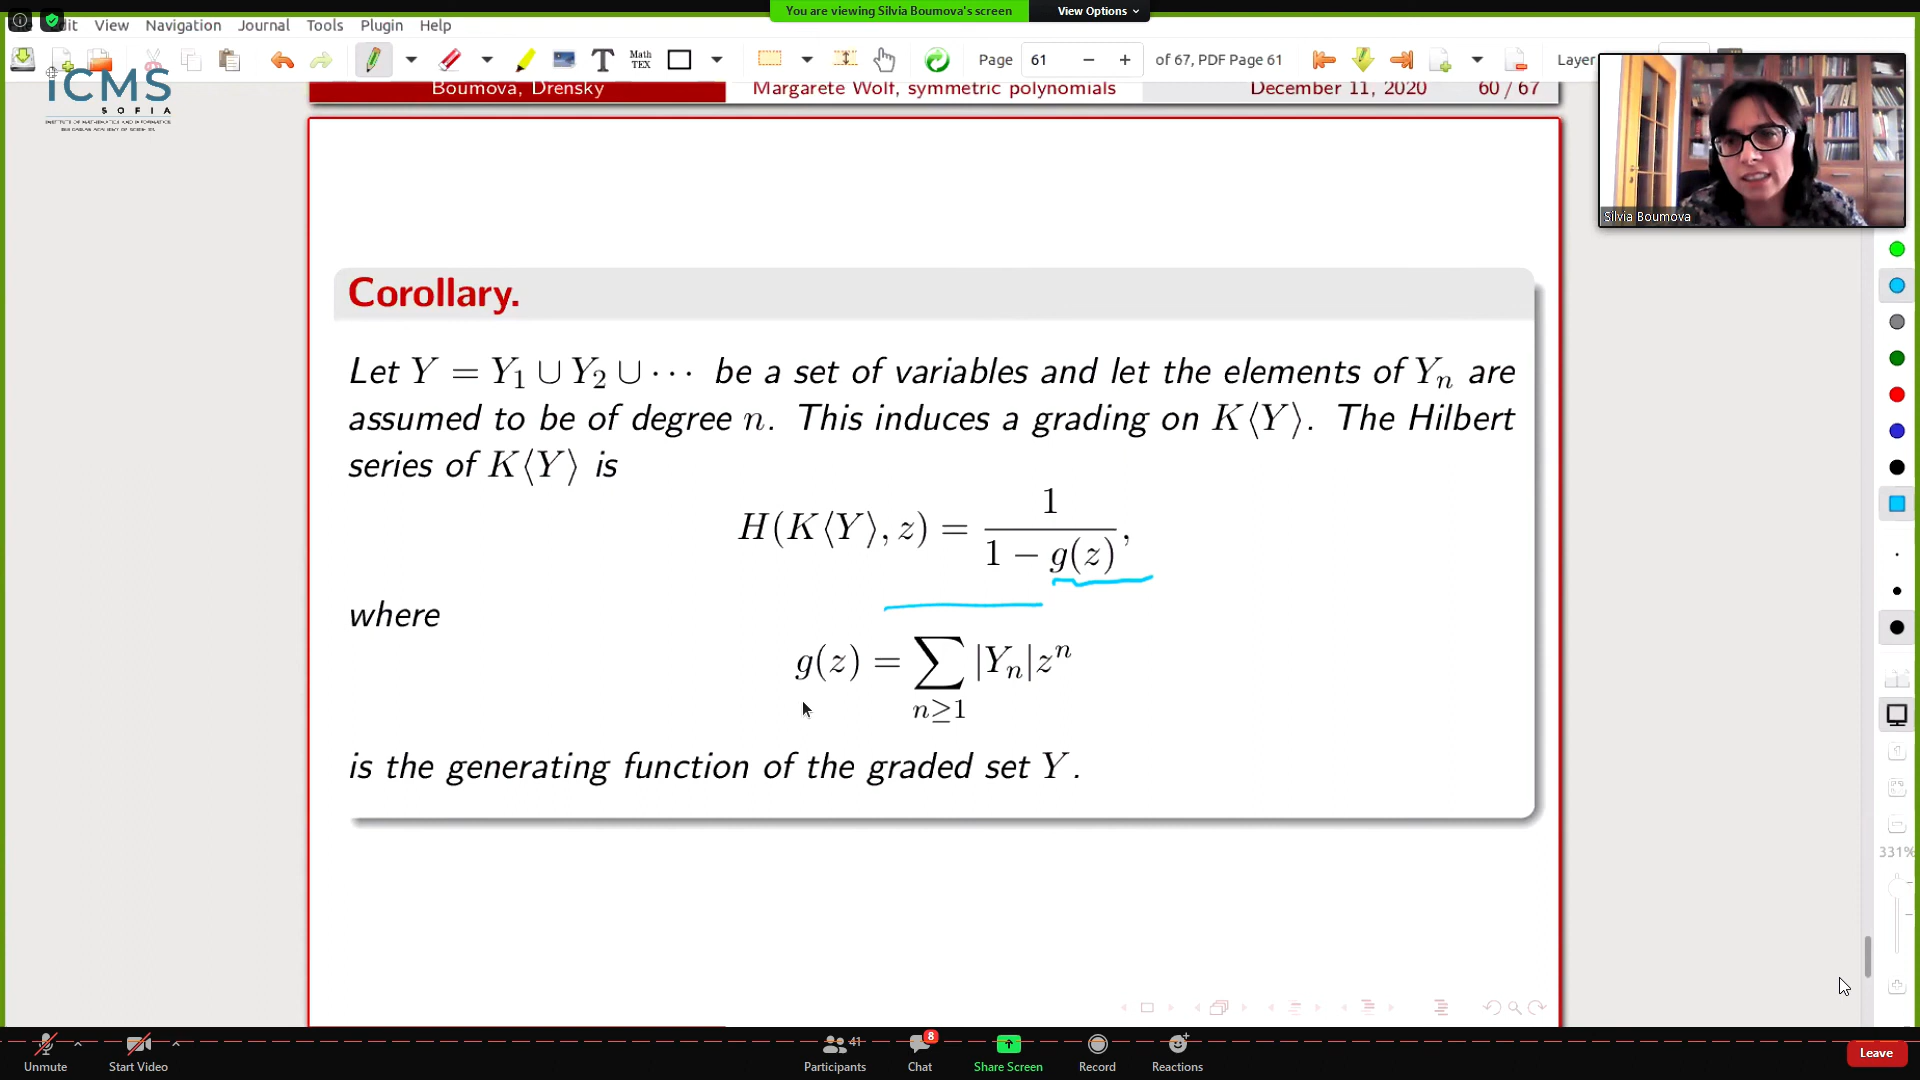 You are viewing Silvia Boumova's screen
View Options
View Navigation Journal Tools Plugin Help
T
Math
TEX
Page 61 of 67, PDF Page 61
Layer
iCMS
SOFIA
Boumova, Drensky Margarete Wolf, symmetric polynomials December 11, 2020 60 / 67
Silvia Boumova
Corollary.
Let Y = Y₁ ∪ Y₂ ∪ ⋯ be a set of variables and let the elements of Yₙ are
assumed to be of degree n. This induces a grading on K⟨Y⟩. The Hilbert
series of K⟨Y⟩ is
H(K⟨Y⟩, z) = 1 / (1 − g(z)),
where
g(z) = ∑_{n≥1} |Yₙ|zⁿ
is the generating function of the graded set Y.
331%
Unmute
Start Video
Participants 41
Chat 8
Share Screen
Record
Reactions
Leave